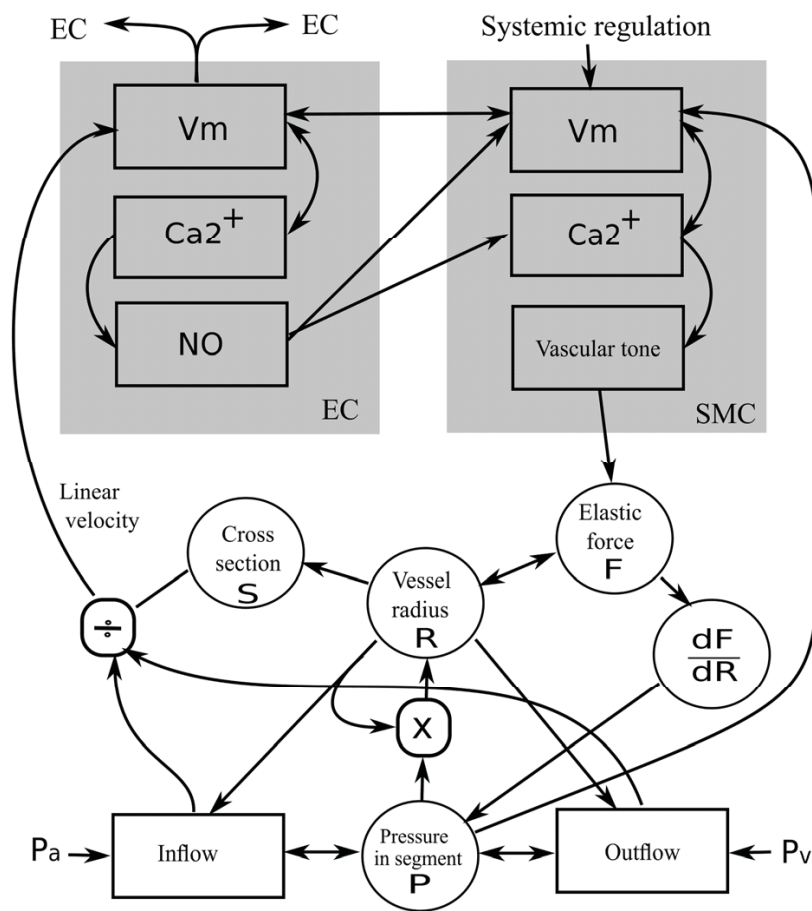 EC
EC
Systemic regulation
Vm
Vm
Ca2+
Ca2+
NO
Vascular tone
EC
SMC
Linear
velocity
Cross
section
S
Vessel
radius
R
Elastic
force
F
÷
dF
dR
X
Pa
Inflow
Pressure
in segment
P
Outflow
Pv